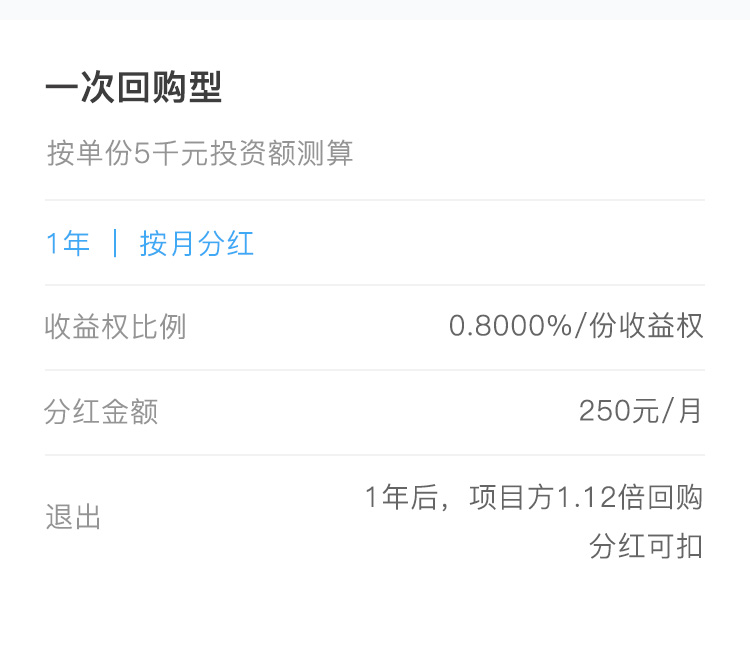 一次回购型
按单份5千元投资额测算
1年 | 按月分红
收益权比例 0.8000%/份收益权
分红金额 250元/月
退出 1年后，项目方1.12倍回购
分红可扣